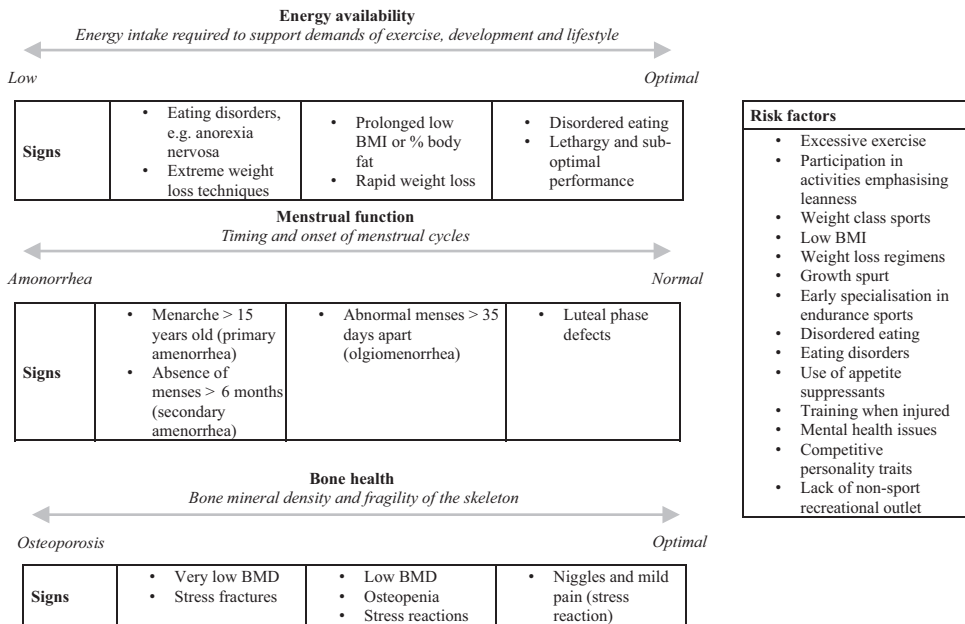 Energy availability
Energy intake required to support demands of exercise, development and lifestyle
Low
Optimal
Signs
• Eating disorders,
e.g. anorexia
nervosa
• Extreme weight
loss techniques
• Prolonged low
BMI or % body
fat
• Rapid weight loss
• Disordered eating
• Lethargy and sub-
optimal
performance
Menstrual function
Timing and onset of menstrual cycles
Amonorrhea
Normal
Signs
• Menarche > 15
years old (primary
amenorrhea)
• Absence of
menses > 6 months
(secondary
amenorrhea)
• Abnormal menses > 35
days apart
(olgiomenorrhea)
• Luteal phase
defects
Bone health
Bone mineral density and fragility of the skeleton
Osteoporosis
Optimal
Signs
• Very low BMD
• Stress fractures
• Low BMD
• Osteopenia
• Stress reactions
• Niggles and mild
pain (stress
reaction)
Risk factors
• Excessive exercise
• Participation in
activities emphasising
leanness
• Weight class sports
• Low BMI
• Weight loss regimens
• Growth spurt
• Early specialisation in
endurance sports
• Disordered eating
• Eating disorders
• Use of appetite
suppressants
• Training when injured
• Mental health issues
• Competitive
personality traits
• Lack of non-sport
recreational outlet